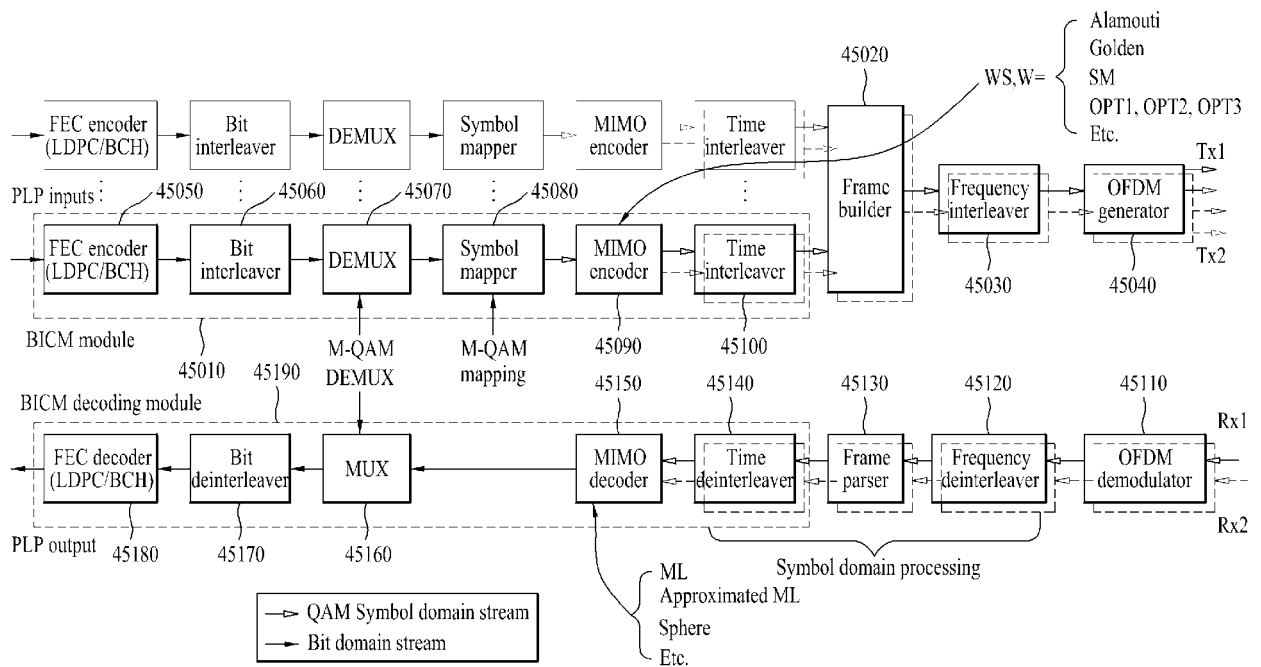 Alamouti
Golden
WS,W=
SM
OPT1, OPT2, OPT3
Etc.
45020
FEC encoder
(LDPC/BCH)
Bit
interleaver
DEMUX
Symbol
mapper
MIMO
encoder
Time
interleaver
Frame
builder
Frequency
interleaver
OFDM
generator
Tx1
Tx2
PLP inputs
45050
45060
45070
45080
FEC encoder
(LDPC/BCH)
Bit
interleaver
DEMUX
Symbol
mapper
MIMO
encoder
Time
interleaver
45030
45040
BICM module
45010
M-QAM
DEMUX
M-QAM
mapping
45090
45100
45190
BICM decoding module
45150
45140
45130
45120
45110
Rx1
FEC decoder
(LDPC/BCH)
Bit
deinterleaver
MUX
MIMO
decoder
Time
deinterleaver
Frame
parser
Frequency
deinterleaver
OFDM
demodulator
Rx2
PLP output
45180
45170
45160
Symbol domain processing
ML
Approximated ML
Sphere
Etc.
QAM Symbol domain stream
Bit domain stream